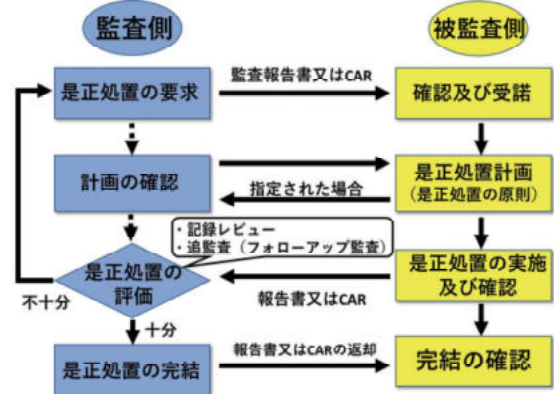 監査側
被監査側
是正処置の要求
監査報告書又はCAR
確認及び受諾
計画の確認
指定された場合
是正処置計画
(是正処置の原則)
・記録レビュー
・追監査（フォローアップ監査）
是正処置の
評価
不十分
十分
報告書又はCAR
是正処置の実施
及び確認
是正処置の完結
報告書又はCARの返却
完結の確認